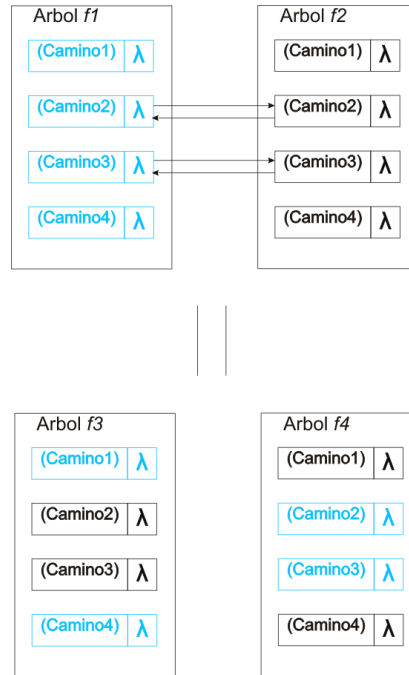 Arbol f1
Arbol f2
(Camino1) λ
(Camino1) λ
(Camino2) λ
(Camino2) λ
(Camino3) λ
(Camino3) λ
(Camino4) λ
(Camino4) λ
Arbol f3
Arbol f4
(Camino1) λ
(Camino1) λ
(Camino2) λ
(Camino2) λ
(Camino3) λ
(Camino3) λ
(Camino4) λ
(Camino4) λ